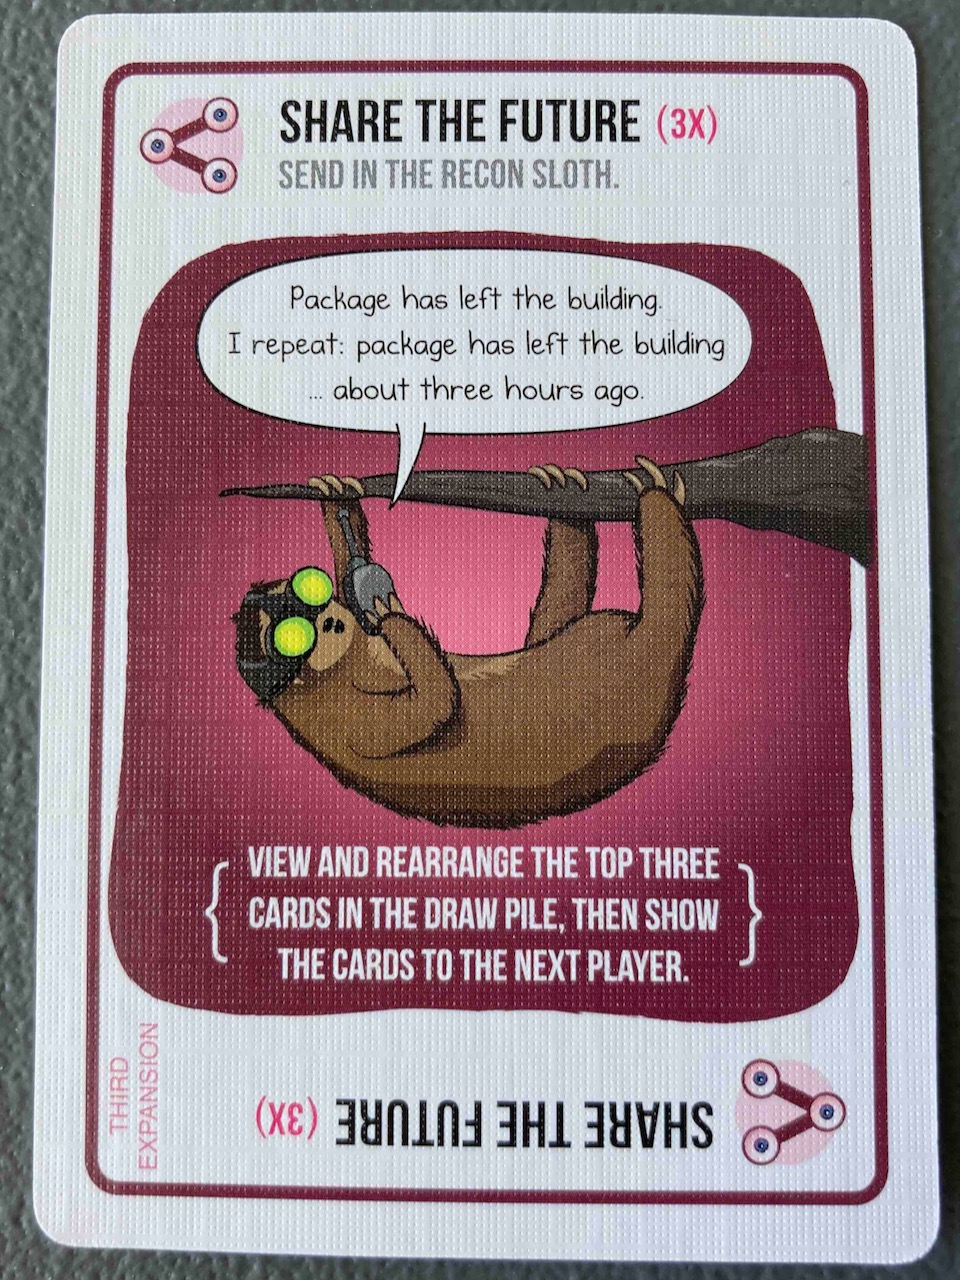 SHARE THE FUTURE (3X)
SEND IN THE RECON SLOTH.
Package has left the building.
I repeat: package has left the building
... about three hours ago.
VIEW AND REARRANGE THE TOP THREE
CARDS IN THE DRAW PILE, THEN SHOW
THE CARDS TO THE NEXT PLAYER.
THIRD
EXPANSION
SHARE THE FUTURE (3X)